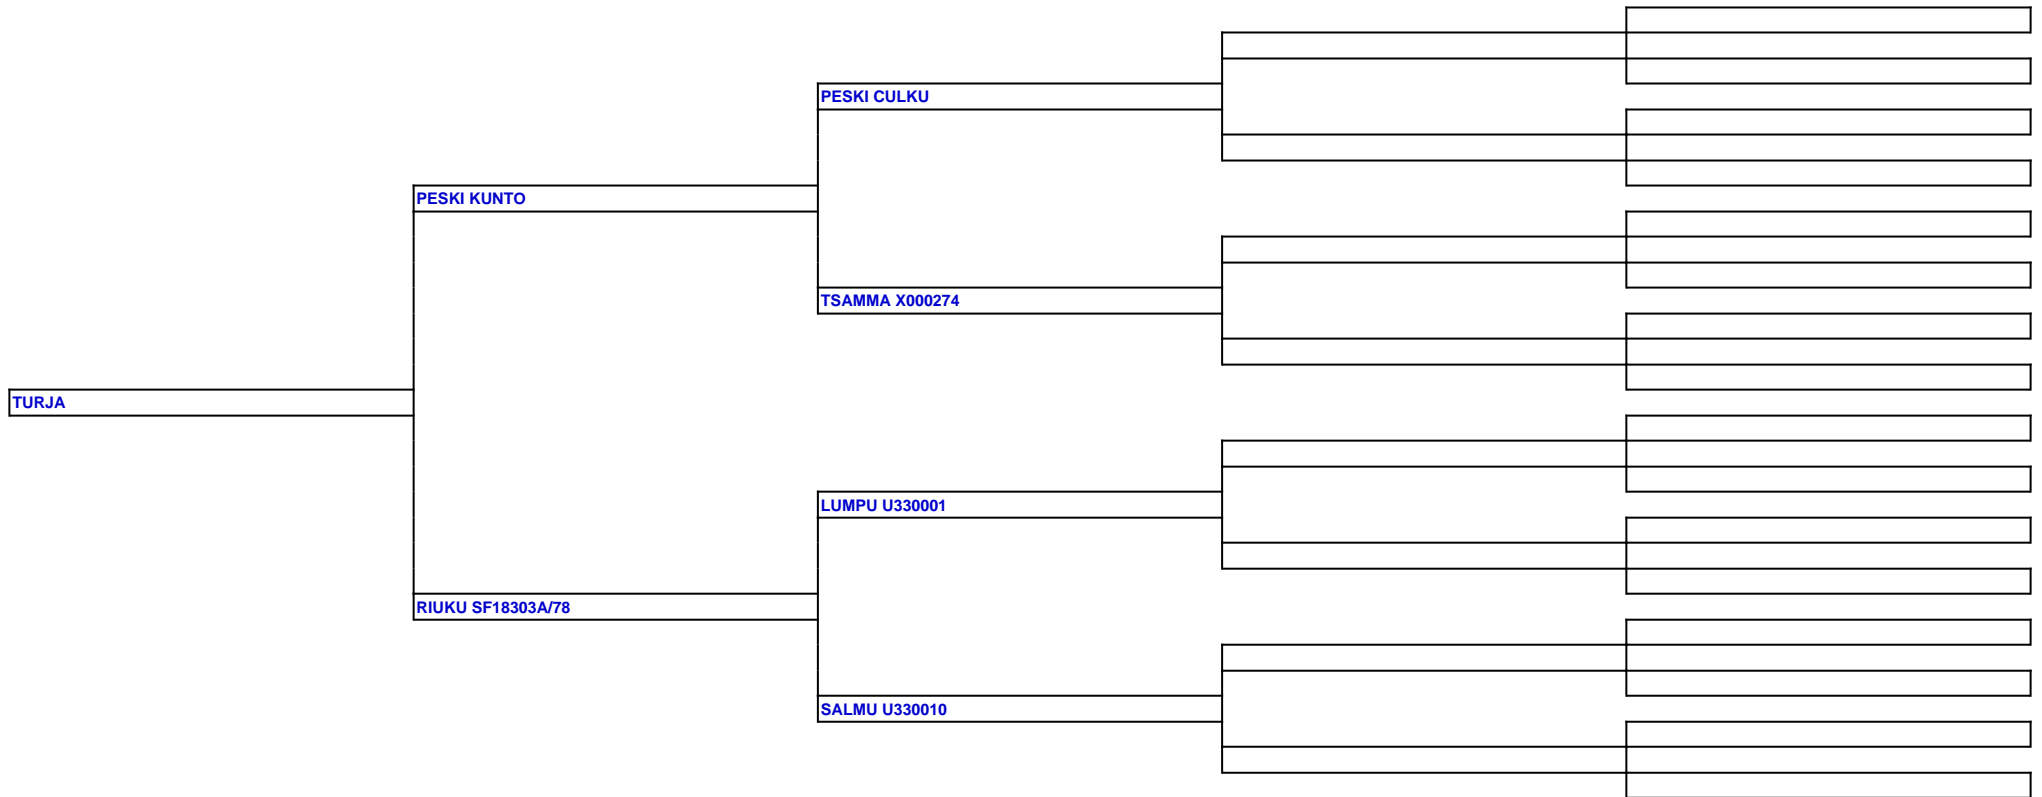 PESKI CULKU
PESKI KUNTO
TSAMMA X000274
TURJA
LUMPU U330001
RIUKU SF18303A/78
SALMU U330010